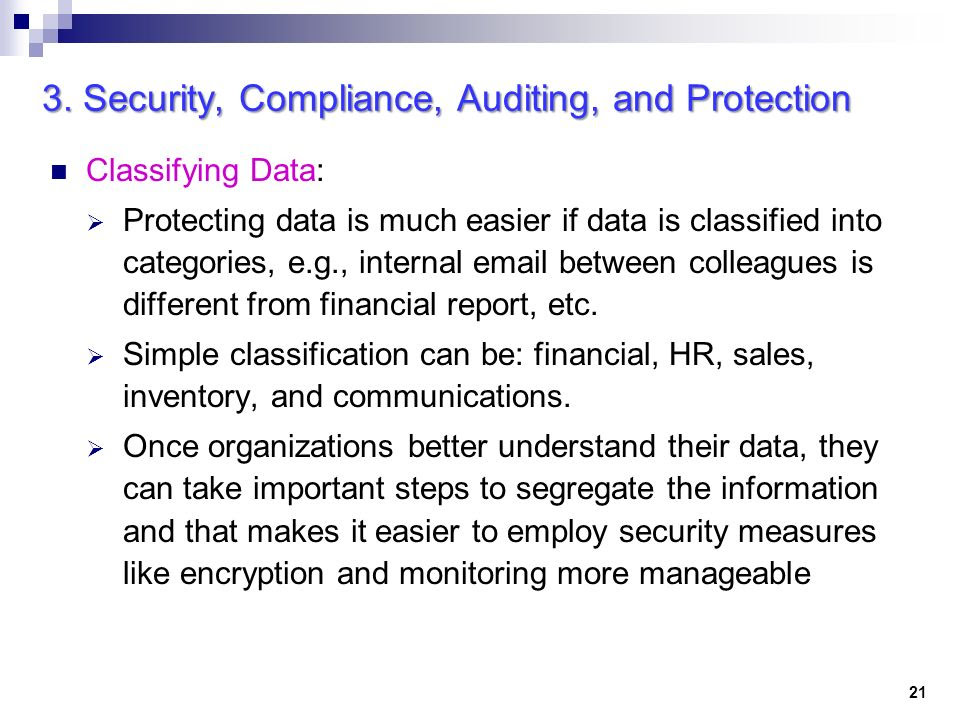 3. Security, Compliance, Auditing, and Protection
Classifying Data:
Protecting data is much easier if data is classified into
categories, e.g., internal email between colleagues is
different from financial report, etc.
Simple classification can be: financial, HR, sales,
inventory, and communications.
Once organizations better understand their data, they
can take important steps to segregate the information
and that makes it easier to employ security measures
like encryption and monitoring more manageable
21